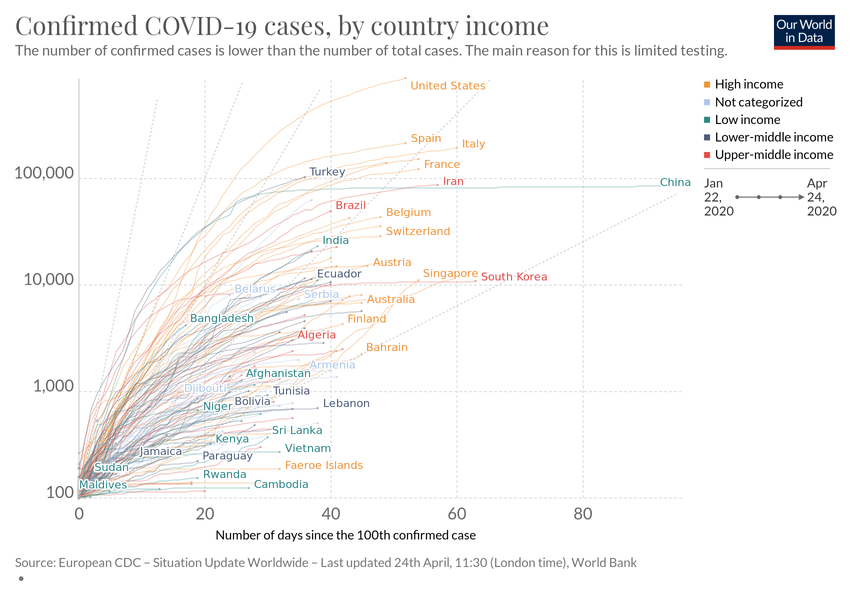 Confirmed COVID-19 cases, by country income
The number of confirmed cases is lower than the number of total cases. The main reason for this is limited testing.
Our World
in Data
High income
Not categorized
Low income
Lower-middle income
Upper-middle income
Jan
22,
2020
Apr
24,
2020
100,000
10,000
1,000
100
United States
Spain
Italy
France
Turkey
Iran
China
Brazil
Belgium
Switzerland
India
Austria
Ecuador
Singapore
South Korea
Belarus
Serbia
Australia
Bangladesh
Finland
Algeria
Bahrain
Armenia
Afghanistan
Djibouti
Tunisia
Niger
Bolivia
Lebanon
Sri Lanka
Kenya
Vietnam
Jamaica
Paraguay
Faeroe Islands
Sudan
Rwanda
Maldives
Cambodia
0
20
40
60
80
Number of days since the 100th confirmed case
Source: European CDC – Situation Update Worldwide – Last updated 24th April, 11:30 (London time), World Bank